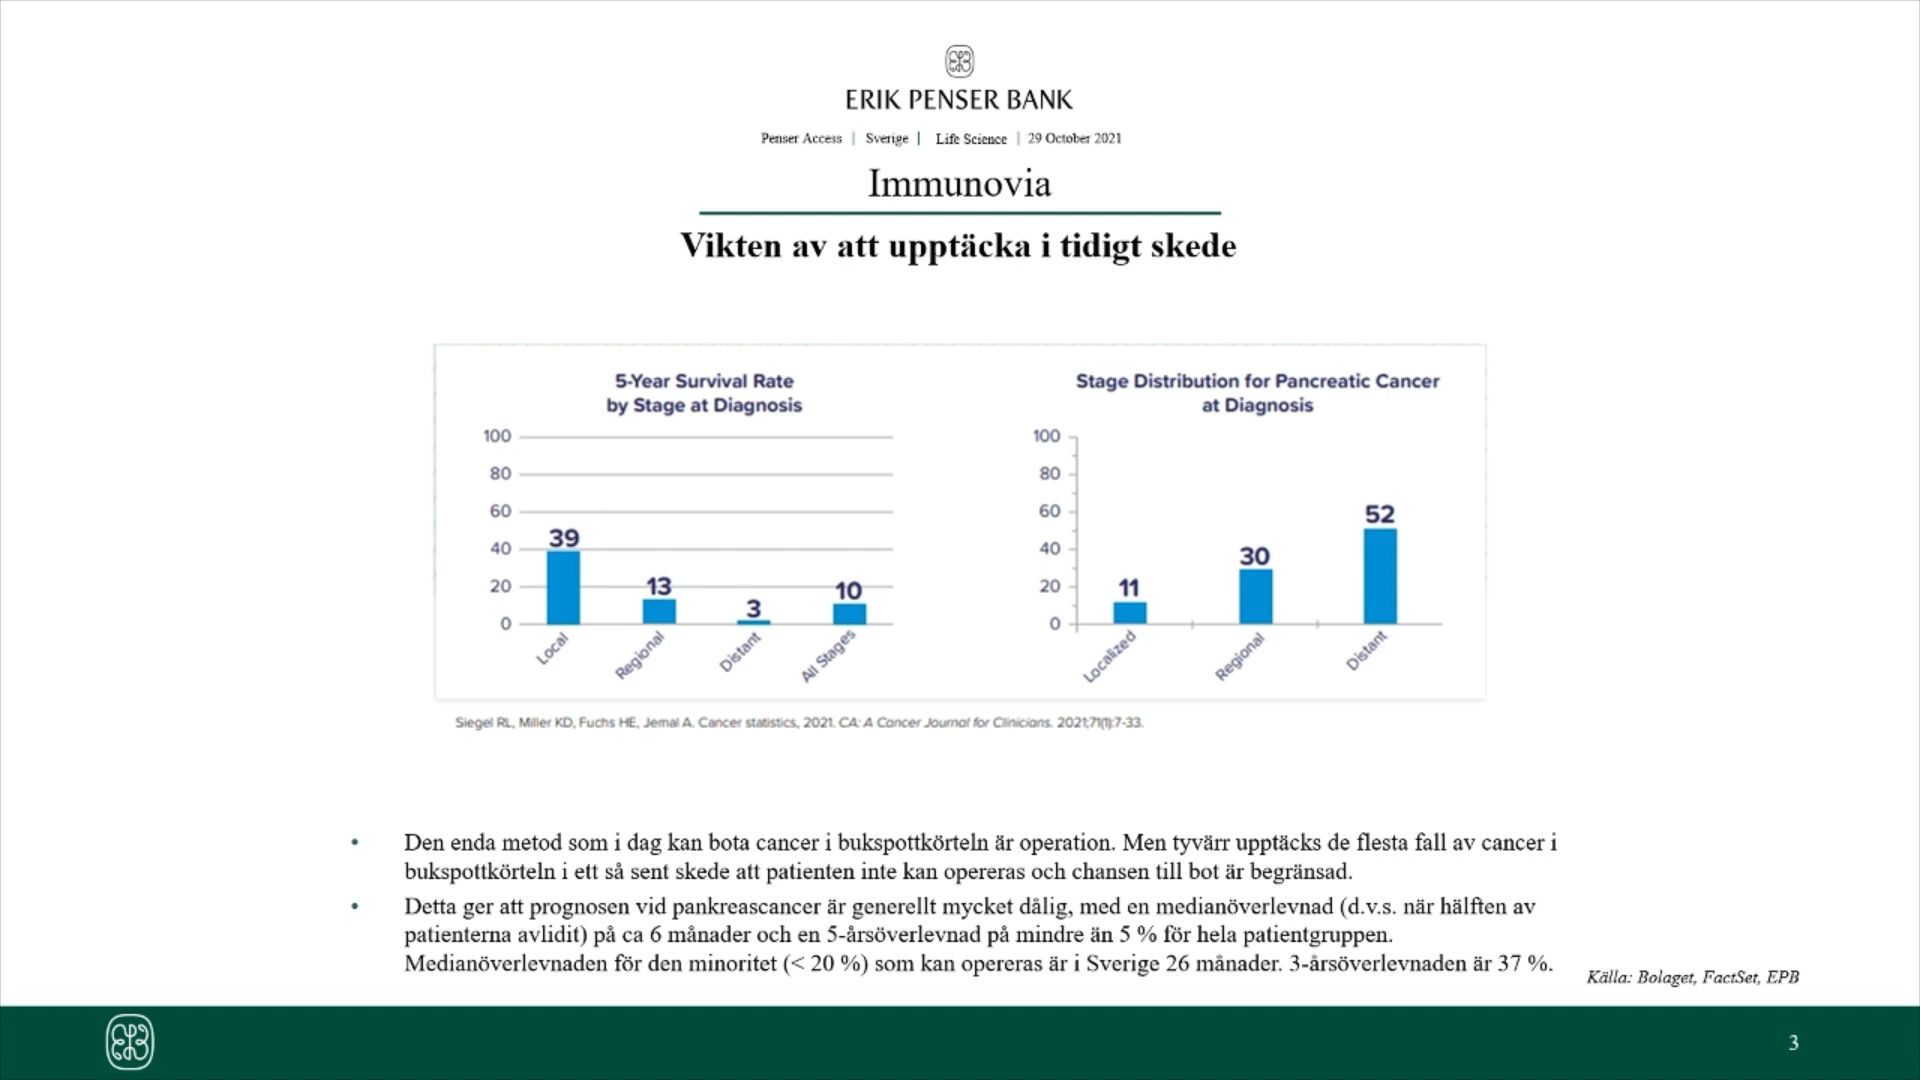 ERIK PENSER BANK
Penser Access | Sverige | Life Science | 29 October 2021
Immunovia
Vikten av att upptäcka i tidigt skede
5-Year Survival Rate
by Stage at Diagnosis
100
80
60
40
20
0
39
13
3
10
Local
Regional
Distant
All Stages
Stage Distribution for Pancreatic Cancer
at Diagnosis
100
80
60
40
20
0
11
30
52
Localized
Regional
Distant
Siegel RL, Miller KD, Fuchs HE, Jemal A. Cancer statistics, 2021. CA: A Cancer Journal for Clinicians. 2021;71(1):7-33.
• Den enda metod som i dag kan bota cancer i bukspottkörteln är operation. Men tyvärr upptäcks de flesta fall av cancer i
bukspottkörteln i ett så sent skede att patienten inte kan opereras och chansen till bot är begränsad.
• Detta ger att prognosen vid pankreascancer är generellt mycket dålig, med en medianöverlevnad (d.v.s. när hälften av
patienterna avlidit) på ca 6 månader och en 5-årsöverlevnad på mindre än 5 % för hela patientgruppen.
Medianöverlevnaden för den minoritet (< 20 %) som kan opereras är i Sverige 26 månader. 3-årsöverlevnaden är 37 %.
Källa: Bolaget, FactSet, EPB
3